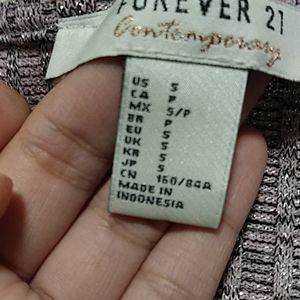 FOREVER 21
Contemporary
US S
CA P
MX S/P
BR P
EU S
UK S
KR S
JP S
CN 160/84A
MADE IN
INDONESIA